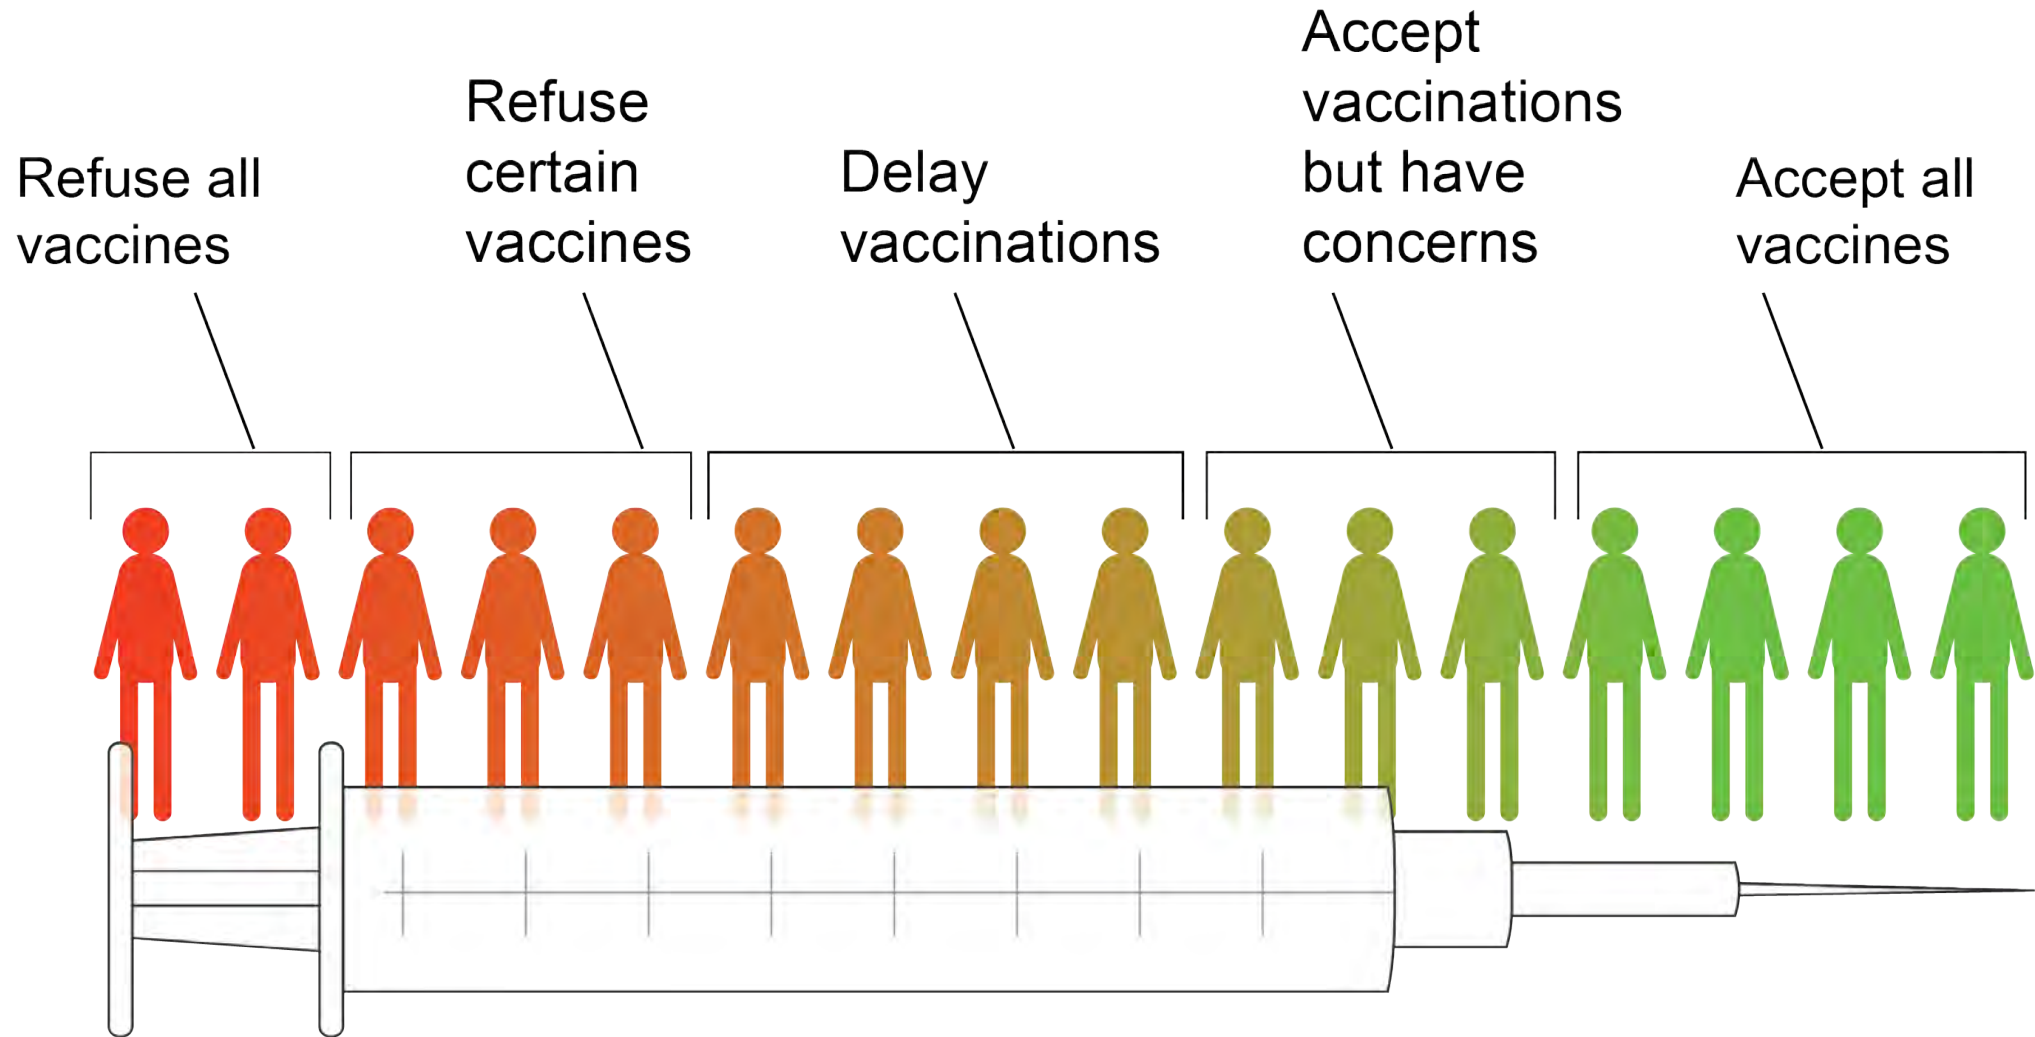 Refuse all
vaccines
Refuse
certain
vaccines
Delay
vaccinations
Accept
vaccinations
but have
concerns
Accept all
vaccines